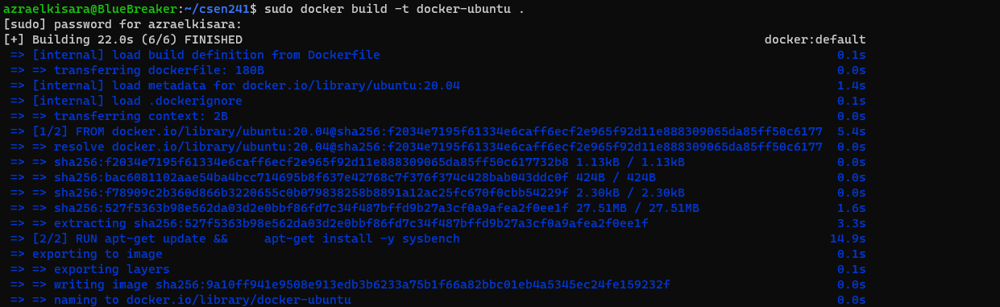 azraelkisara@BlueBreaker:~/csen241$ sudo docker build -t docker-ubuntu .
[sudo] password for azraelkisara:
[+] Building 22.0s (6/6) FINISHED docker:default
=> [internal] load build definition from Dockerfile 0.1s
=> => transferring dockerfile: 180B 0.0s
=> [internal] load metadata for docker.io/library/ubuntu:20.04 1.4s
=> [internal] load .dockerignore 0.1s
=> => transferring context: 2B 0.0s
=> [1/2] FROM docker.io/library/ubuntu:20.04@sha256:f2034e7195f61334e6caff6ecf2e965f92d11e888309065da85ff50c6177 5.4s
=> => resolve docker.io/library/ubuntu:20.04@sha256:f2034e7195f61334e6caff6ecf2e965f92d11e888309065da85ff50c6177 0.0s
=> => sha256:f2034e7195f61334e6caff6ecf2e965f92d11e888309065da85ff50c617732b8 1.13kB / 1.13kB 0.0s
=> => sha256:bac6081102aae54ba4bcc714695b8f637e42768c7f376f374c428bab043ddc0f 424B / 424B 0.0s
=> => sha256:f78909c2b360d866b3220655c0b079838258b8891a12ac25fc670f0cbb54229f 2.30kB / 2.30kB 0.0s
=> => sha256:527f5363b98e562da03d2e0bbf86fd7c34f487bffd9b27a3cf0a9afea2f0ee1f 27.51MB / 27.51MB 1.6s
=> => extracting sha256:527f5363b98e562da03d2e0bbf86fd7c34f487bffd9b27a3cf0a9afea2f0ee1f 3.3s
=> [2/2] RUN apt-get update &&     apt-get install -y sysbench 14.9s
=> exporting to image 0.1s
=> => exporting layers 0.1s
=> => writing image sha256:9a10ff941e9508e913edb3b6233a75b1f66a82bbc01eb4a5345ec24fe159232f 0.0s
=> => naming to docker.io/library/docker-ubuntu 0.0s